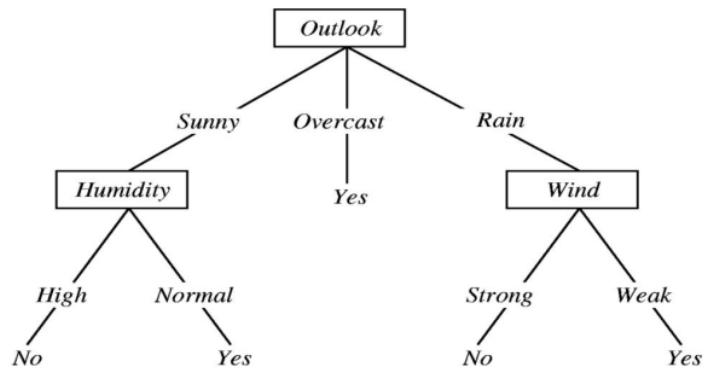 Outlook
Sunny Overcast Rain
Humidity Yes Wind
High Normal Strong Weak
No Yes No Yes